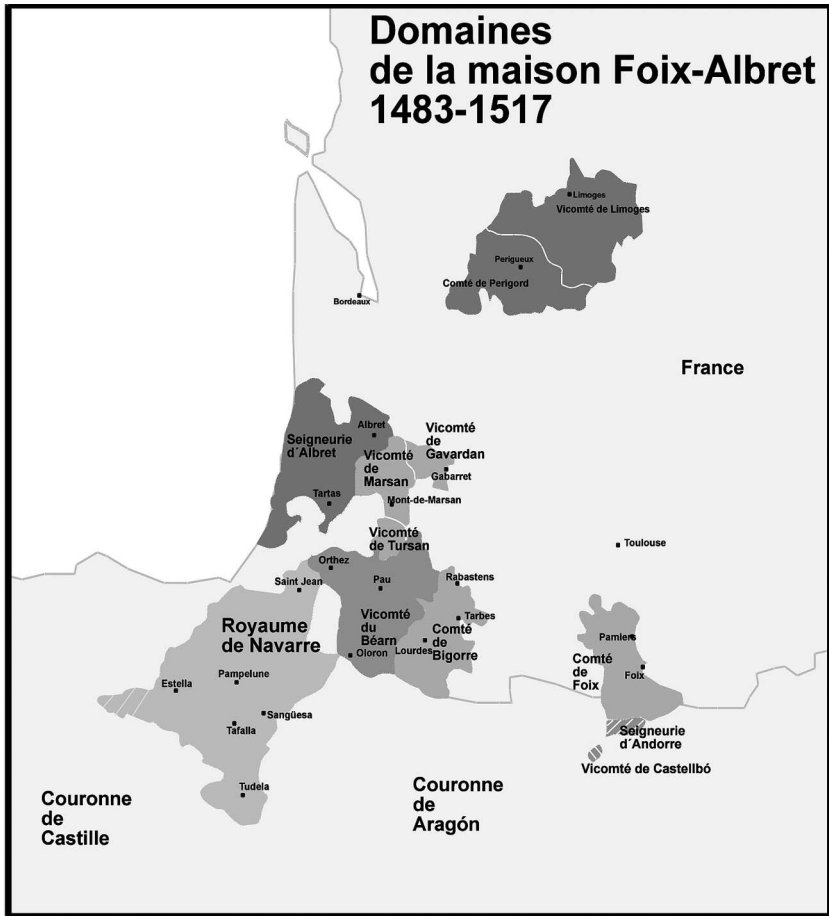 Domaines
de la maison Foix-Albret
1483-1517
Limoges
Vicomté de Limoges
Perigueux
Comté de Perigord
Bordeaux
France
Albret
Seigneurie
d´Albret
Vicomté
de
Gavardan
Vicomté
de
Marsan
Gabarret
Tartas
Mont-de-Marsan
Vicomté
de Tursan
Toulouse
Orthez
Saint Jean
Pau
Rabastens
Vicomté
du
Béarn
Tarbes
Royaume
de Navarre
Comté
de
Bigorre
Lourdes
Oloron
Pamiers
Comté
de
Foix
Foix
Estella
Pampelune
Sangüesa
Tafalla
Seigneurie
d´Andorre
Vicomté de Castellbó
Tudela
Couronne
de
Castille
Couronne
de
Aragón